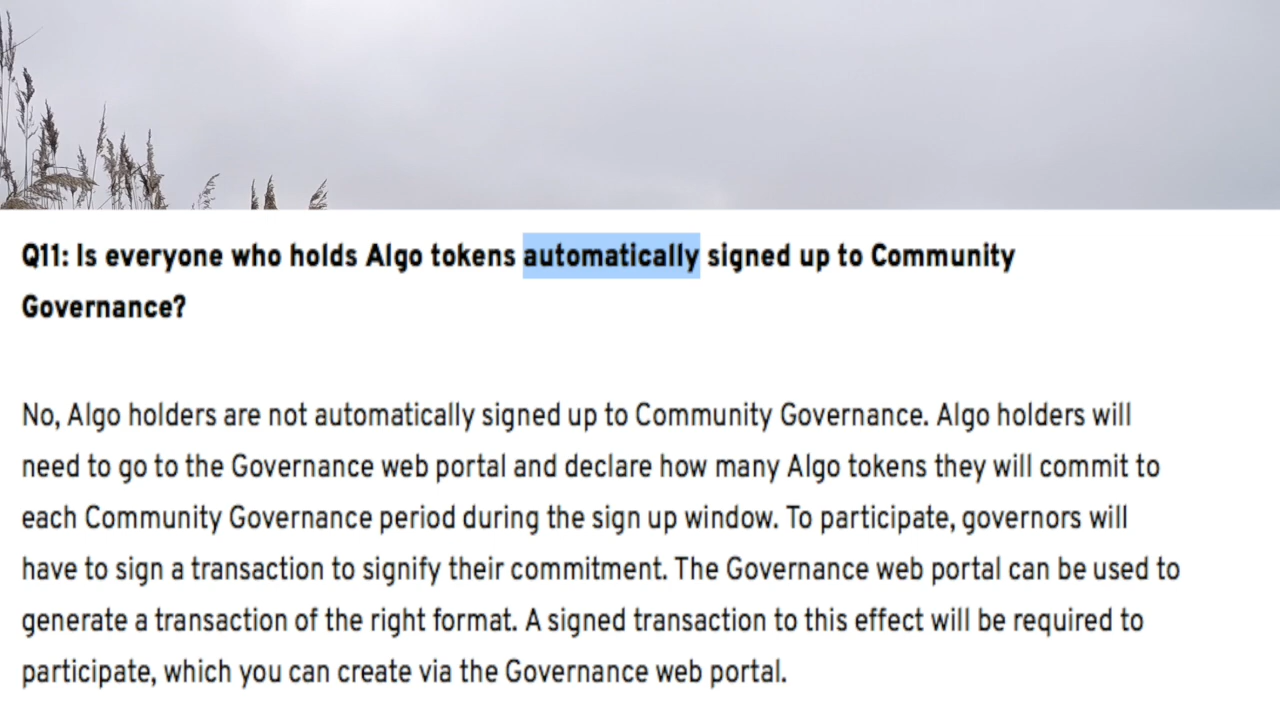 Q11: Is everyone who holds Algo tokens automatically signed up to Community
Governance?
No, Algo holders are not automatically signed up to Community Governance. Algo holders will
need to go to the Governance web portal and declare how many Algo tokens they will commit to
each Community Governance period during the sign up window. To participate, governors will
have to sign a transaction to signify their commitment. The Governance web portal can be used to
generate a transaction of the right format. A signed transaction to this effect will be required to
participate, which you can create via the Governance web portal.